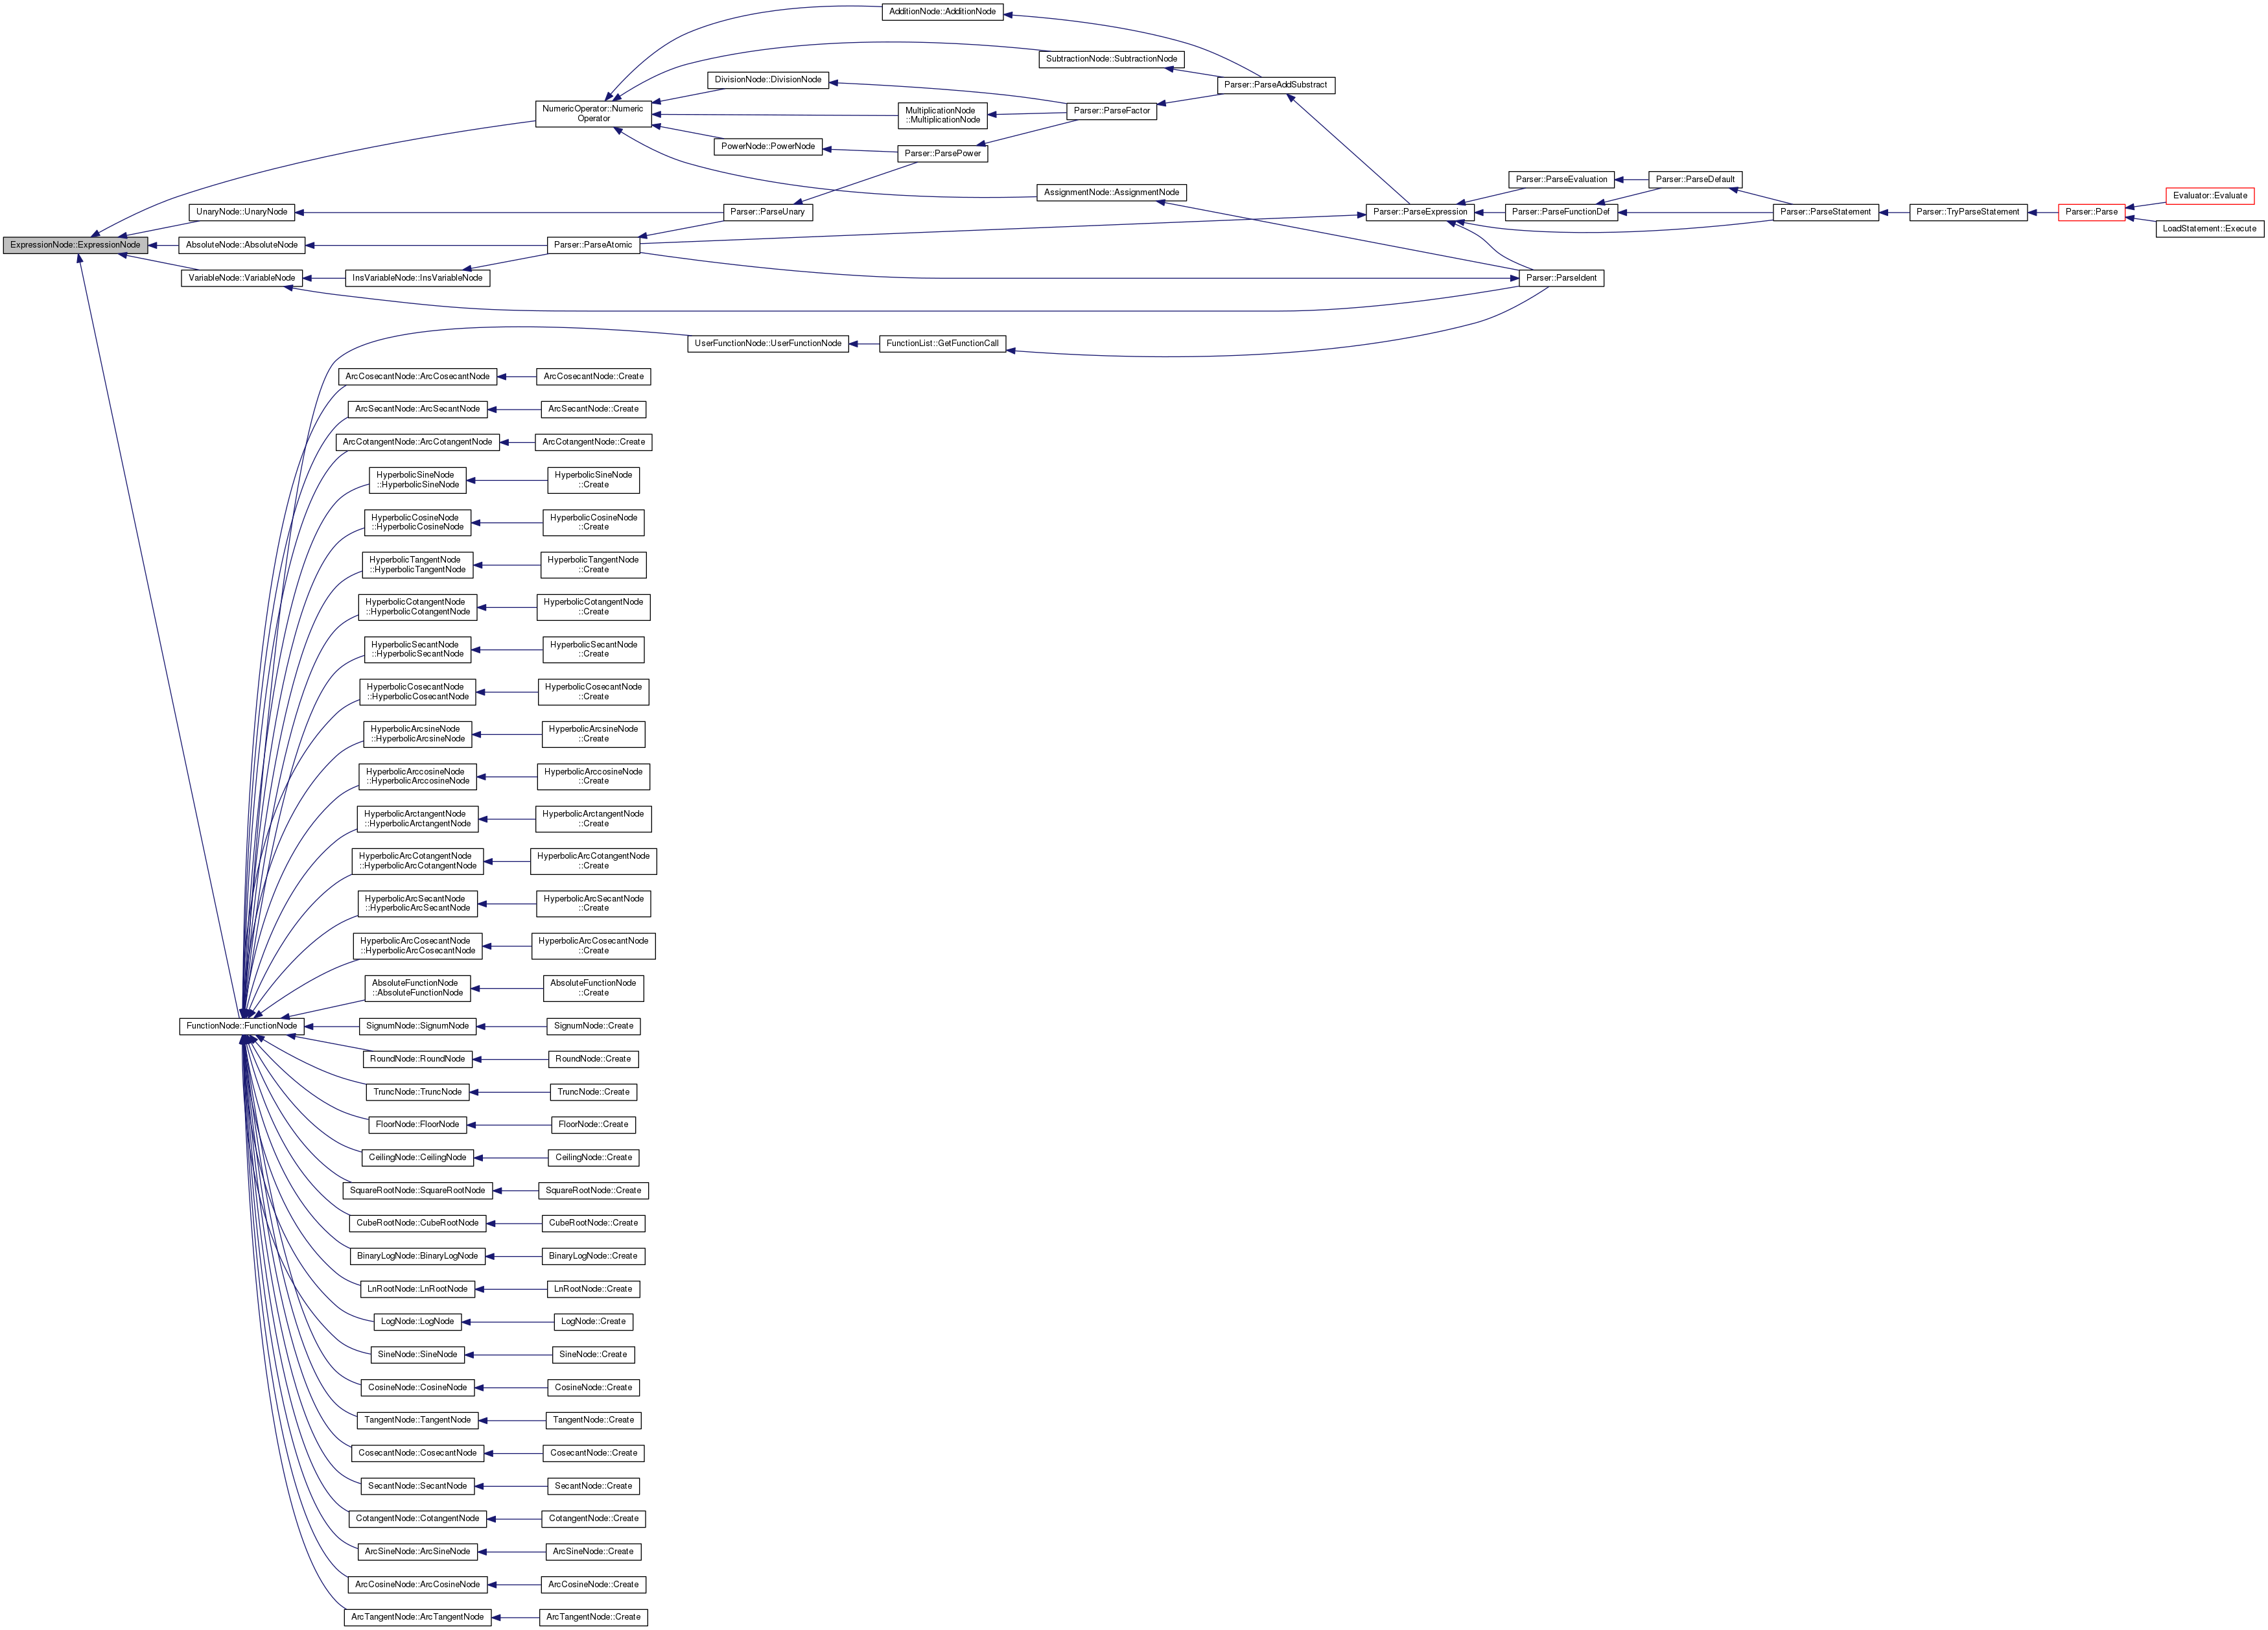 AdditionNode::AdditionNode
SubtractionNode::SubtractionNode
DivisionNode::DivisionNode
Parser::ParseAddSubstract
NumericOperator::Numeric
Operator
MultiplicationNode
::MultiplicationNode
Parser::ParseFactor
PowerNode::PowerNode
Parser::ParsePower
Parser::ParseEvaluation
Parser::ParseDefault
AssignmentNode::AssignmentNode
Evaluator::Evaluate
UnaryNode::UnaryNode
Parser::ParseUnary
Parser::ParseExpression
Parser::ParseFunctionDef
Parser::ParseStatement
Parser::TryParseStatement
Parser::Parse
LoadStatement::Execute
ExpressionNode::ExpressionNode
AbsoluteNode::AbsoluteNode
Parser::ParseAtomic
VariableNode::VariableNode
InsVariableNode::InsVariableNode
Parser::ParseIdent
UserFunctionNode::UserFunctionNode
FunctionList::GetFunctionCall
ArcCosecantNode::ArcCosecantNode
ArcCosecantNode::Create
ArcSecantNode::ArcSecantNode
ArcSecantNode::Create
ArcCotangentNode::ArcCotangentNode
ArcCotangentNode::Create
HyperbolicSineNode
::HyperbolicSineNode
HyperbolicSineNode
::Create
HyperbolicCosineNode
::HyperbolicCosineNode
HyperbolicCosineNode
::Create
HyperbolicTangentNode
::HyperbolicTangentNode
HyperbolicTangentNode
::Create
HyperbolicCotangentNode
::HyperbolicCotangentNode
HyperbolicCotangentNode
::Create
HyperbolicSecantNode
::HyperbolicSecantNode
HyperbolicSecantNode
::Create
HyperbolicCosecantNode
::HyperbolicCosecantNode
HyperbolicCosecantNode
::Create
HyperbolicArcsineNode
::HyperbolicArcsineNode
HyperbolicArcsineNode
::Create
HyperbolicArccosineNode
::HyperbolicArccosineNode
HyperbolicArccosineNode
::Create
HyperbolicArctangentNode
::HyperbolicArctangentNode
HyperbolicArctangentNode
::Create
HyperbolicArcCotangentNode
::HyperbolicArcCotangentNode
HyperbolicArcCotangentNode
::Create
HyperbolicArcSecantNode
::HyperbolicArcSecantNode
HyperbolicArcSecantNode
::Create
HyperbolicArcCosecantNode
::HyperbolicArcCosecantNode
HyperbolicArcCosecantNode
::Create
AbsoluteFunctionNode
::AbsoluteFunctionNode
AbsoluteFunctionNode
::Create
FunctionNode::FunctionNode
SignumNode::SignumNode
SignumNode::Create
RoundNode::RoundNode
RoundNode::Create
TruncNode::TruncNode
TruncNode::Create
FloorNode::FloorNode
FloorNode::Create
CeilingNode::CeilingNode
CeilingNode::Create
SquareRootNode::SquareRootNode
SquareRootNode::Create
CubeRootNode::CubeRootNode
CubeRootNode::Create
BinaryLogNode::BinaryLogNode
BinaryLogNode::Create
LnRootNode::LnRootNode
LnRootNode::Create
LogNode::LogNode
LogNode::Create
SineNode::SineNode
SineNode::Create
CosineNode::CosineNode
CosineNode::Create
TangentNode::TangentNode
TangentNode::Create
CosecantNode::CosecantNode
CosecantNode::Create
SecantNode::SecantNode
SecantNode::Create
CotangentNode::CotangentNode
CotangentNode::Create
ArcSineNode::ArcSineNode
ArcSineNode::Create
ArcCosineNode::ArcCosineNode
ArcCosineNode::Create
ArcTangentNode::ArcTangentNode
ArcTangentNode::Create